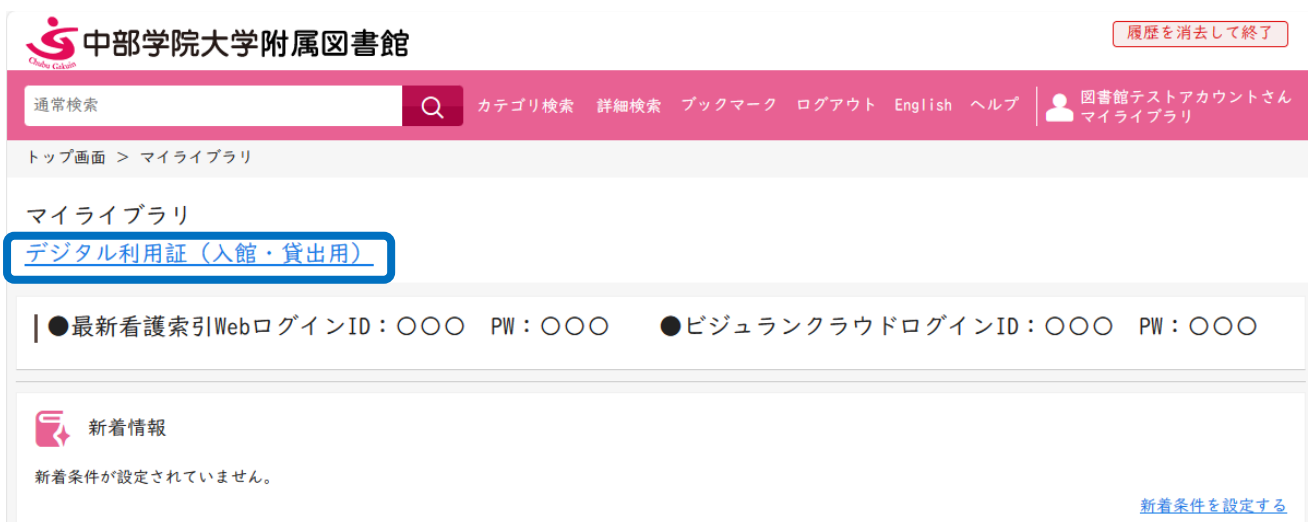 中部学院大学附属図書館
Chubu Gakuin
履歴を消去して終了
通常検索
カテゴリ検索 詳細検索 ブックマーク ログアウト English ヘルプ
図書館テストアカウントさん
マイライブラリ
トップ画面 > マイライブラリ
マイライブラリ
デジタル利用証（入館・貸出用）
●最新看護索引WebログインID：〇〇〇 PW：〇〇〇 ●ビジュランクラウドログインID：〇〇〇 PW：〇〇〇
新着情報
新着条件が設定されていません。
新着条件を設定する